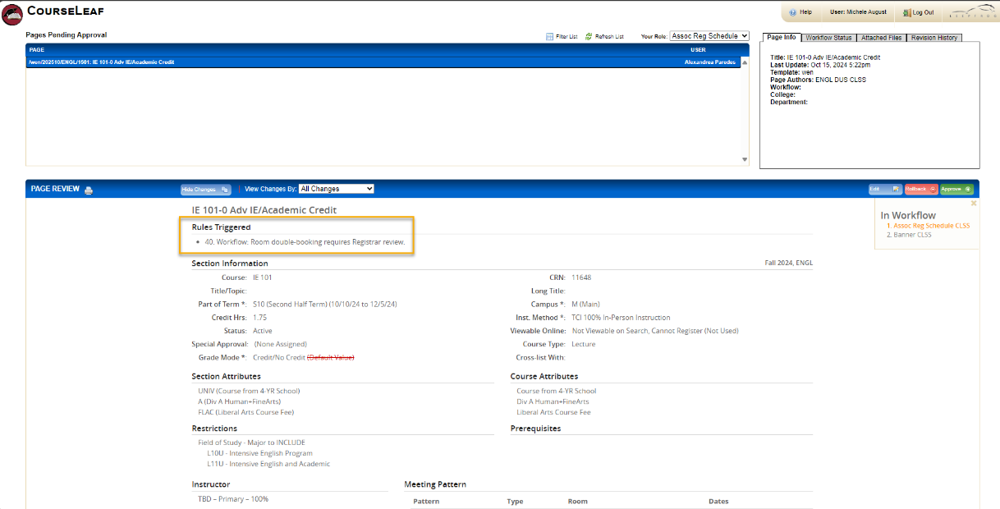 COURSELEAF
Help
User: Michele August
Log Out
Pages Pending Approval
Filter List
Refresh List
Your Role: Assoc Reg Schedule
PAGE
USER
/wen/202510/ENGL/1501: IE 101-0 Adv IE/Academic Credit
Alexandrea Paredes
Page Info
Workflow Status
Attached Files
Revision History
Title: IE 101-0 Adv IE/Academic Credit
Last Update: Oct 15, 2024 5:22pm
Template: wen
Page Authors: ENGL DUS CLSS
Workflow:
College:
Department:
PAGE REVIEW
Hide Changes
View Changes By: All Changes
Edit
Rollback
Approve
IE 101-0 Adv IE/Academic Credit
Rules Triggered
• 40. Workflow: Room double-booking requires Registrar review.
In Workflow
1. Assoc Reg Schedule CLSS
2. Banner CLSS
Section Information
Fall 2024, ENGL
Course: IE 101
CRN: 11648
Title/Topic:
Long Title:
Part of Term *: S10 (Second Half Term) (10/10/24 to 12/5/24)
Campus *: M (Main)
Credit Hrs: 1.75
Inst. Method *: TCI 100% In-Person Instruction
Status: Active
Viewable Online: Not Viewable on Search, Cannot Register (Not Used)
Special Approval: (None Assigned)
Course Type: Lecture
Grade Mode *: Credit/No Credit (Default Value)
Cross-list With:
Section Attributes
UNIV (Course from 4-YR School)
A (Div A Human+FineArts)
FLAC (Liberal Arts Course Fee)
Course Attributes
Course from 4-YR School
Div A Human+FineArts
Liberal Arts Course Fee
Restrictions
Field of Study - Major to INCLUDE
L10U - Intensive English Program
L11U - Intensive English and Academic
Prerequisites
Instructor
TBD – Primary – 100%
Meeting Pattern
Pattern
Type
Room
Dates